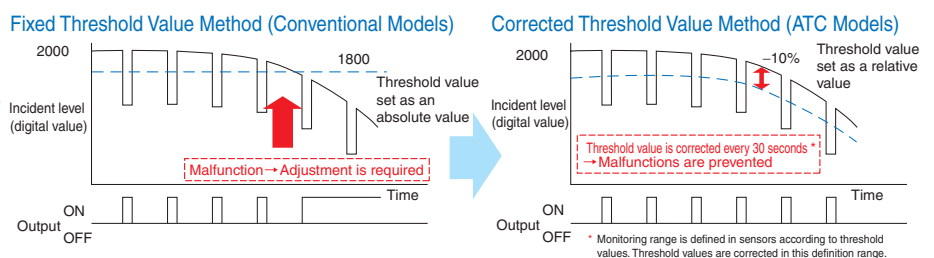 Fixed Threshold Value Method (Conventional Models)
2000
1800
Threshold value
set as an
absolute value
Incident level
(digital value)
Malfunction→Adjustment is required
Time
Output
ON
OFF
Corrected Threshold Value Method (ATC Models)
2000
−10%
Threshold value
set as a relative
value
Incident level
(digital value)
Threshold value is corrected every 30 seconds *
→Malfunctions are prevented
Time
Output
ON
OFF
* Monitoring range is defined in sensors according to threshold
values. Threshold values are corrected in this definition range.